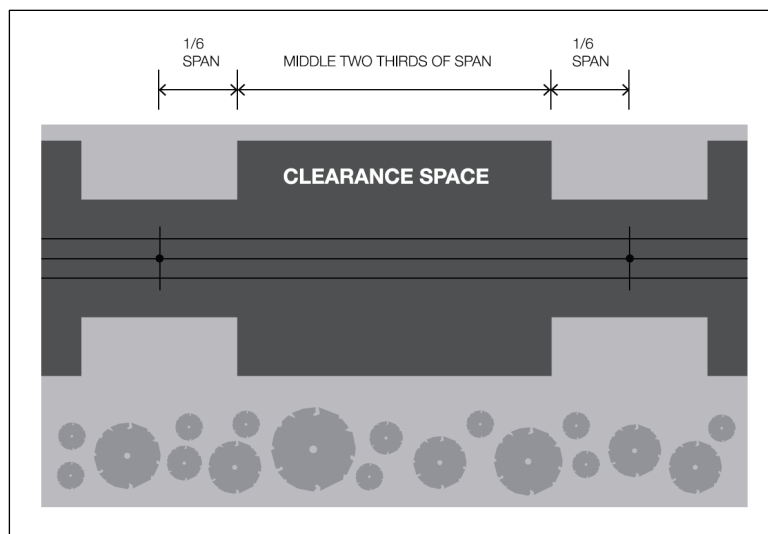 1/6
SPAN
MIDDLE TWO THIRDS OF SPAN
1/6
SPAN
CLEARANCE SPACE